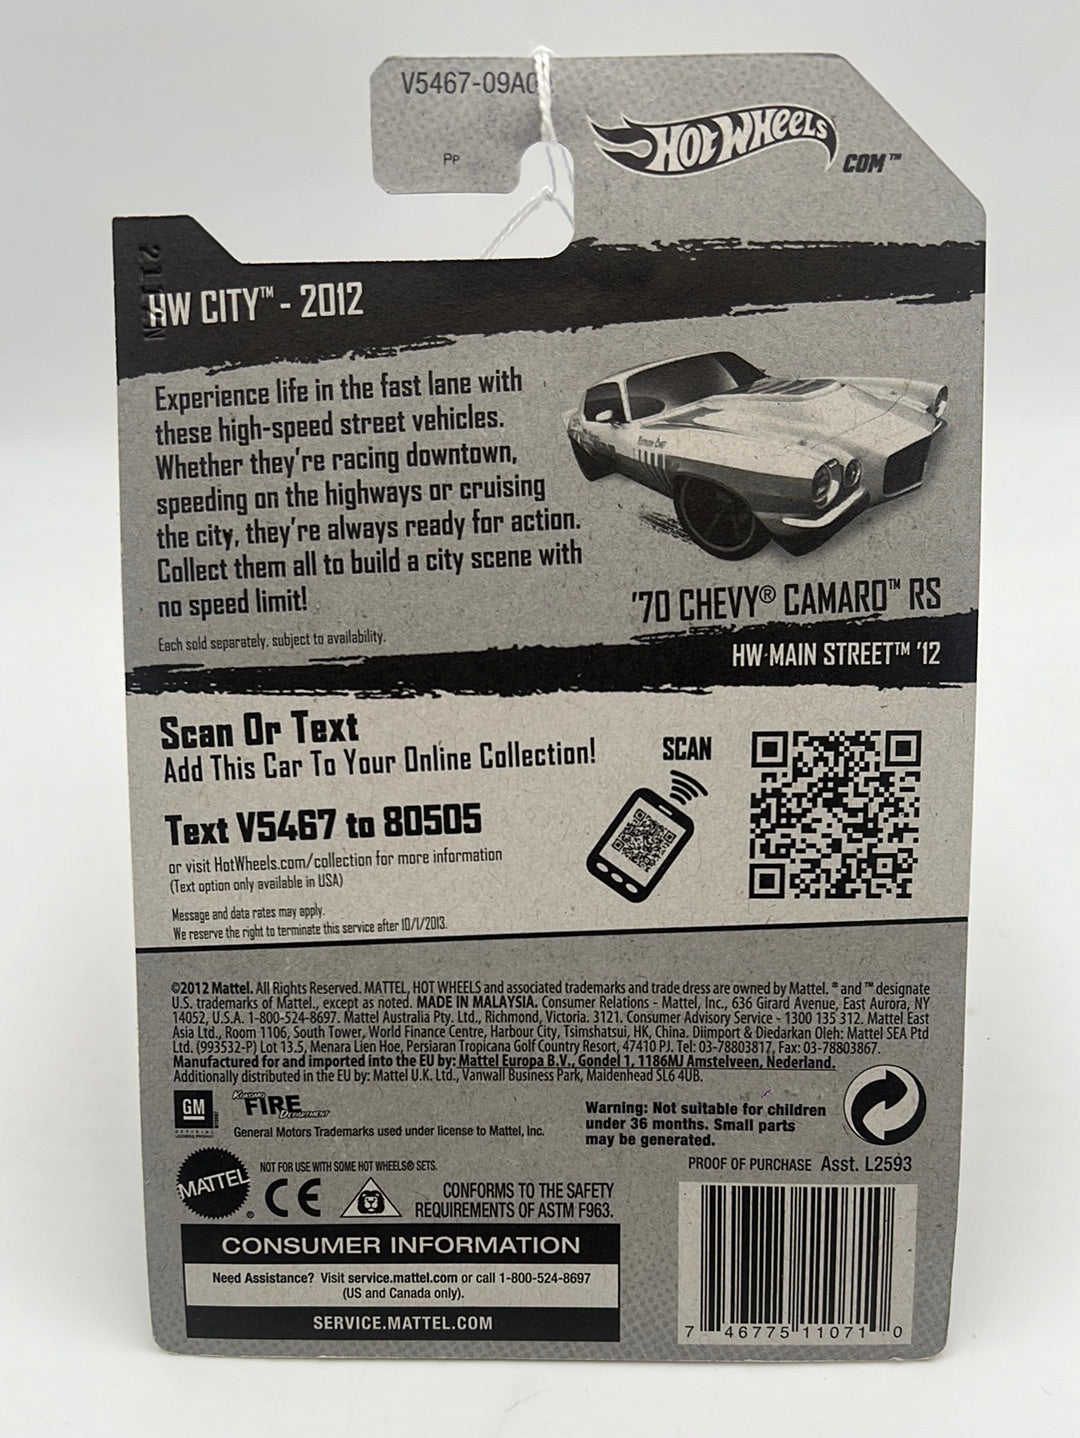 V5467-09A0
Pp
HOT WHEELS
COM™
HW CITY™ - 2012
Experience life in the fast lane with
these high-speed street vehicles.
Whether they're racing downtown,
speeding on the highways or cruising
the city, they're always ready for action.
Collect them all to build a city scene with
no speed limit!
Each sold separately, subject to availability.
'70 CHEVY® CAMARO™ RS
HW MAIN STREET™ '12
Scan Or Text
Add This Car To Your Online Collection!
SCAN
Text V5467 to 80505
or visit HotWheels.com/collection for more information
(Text option only available in USA)
Message and data rates may apply.
We reserve the right to terminate this service after 10/1/2013.
©2012 Mattel. All Rights Reserved. MATTEL, HOT WHEELS and associated trademarks and trade dress are owned by Mattel. ® and ™ designate
U.S. trademarks of Mattel., except as noted. MADE IN MALAYSIA. Consumer Relations - Mattel, Inc., 636 Girard Avenue, East Aurora, NY
14052, U.S.A. 1-800-524-8697. Mattel Australia Pty. Ltd., Richmond, Victoria. 3121. Consumer Advisory Service - 1300 135 312. Mattel East
Asia Ltd., Room 1106, South Tower, World Finance Centre, Harbour City, Tsimshatsui, HK, China. Diimport & Diedarkan Oleh: Mattel SEA Ptd
Ltd. (993532-P) Lot 13.5, Menara Lien Hoe, Persiaran Tropicana Golf Country Resort, 47410 PJ. Tel: 03-78803817, Fax: 03-78803867.
Manufactured for and imported into the EU by: Mattel Europa B.V., Gondel 1, 1186MJ Amstelveen, Nederland.
Additionally distributed in the EU by: Mattel U.K. Ltd., Vanwall Business Park, Maidenhead SL6 4UB.
GM
KOKOMO
FIRE
DEPARTMENT
General Motors Trademarks used under license to Mattel, Inc.
Warning: Not suitable for children
under 36 months. Small parts
may be generated.
PROOF OF PURCHASE Asst. L2593
MATTEL
®
NOT FOR USE WITH SOME HOT WHEELS® SETS.
CE
CONFORMS TO THE SAFETY
REQUIREMENTS OF ASTM F963.
CONSUMER INFORMATION
Need Assistance? Visit service.mattel.com or call 1-800-524-8697
(US and Canada only).
SERVICE.MATTEL.COM
7 46775 11071 0